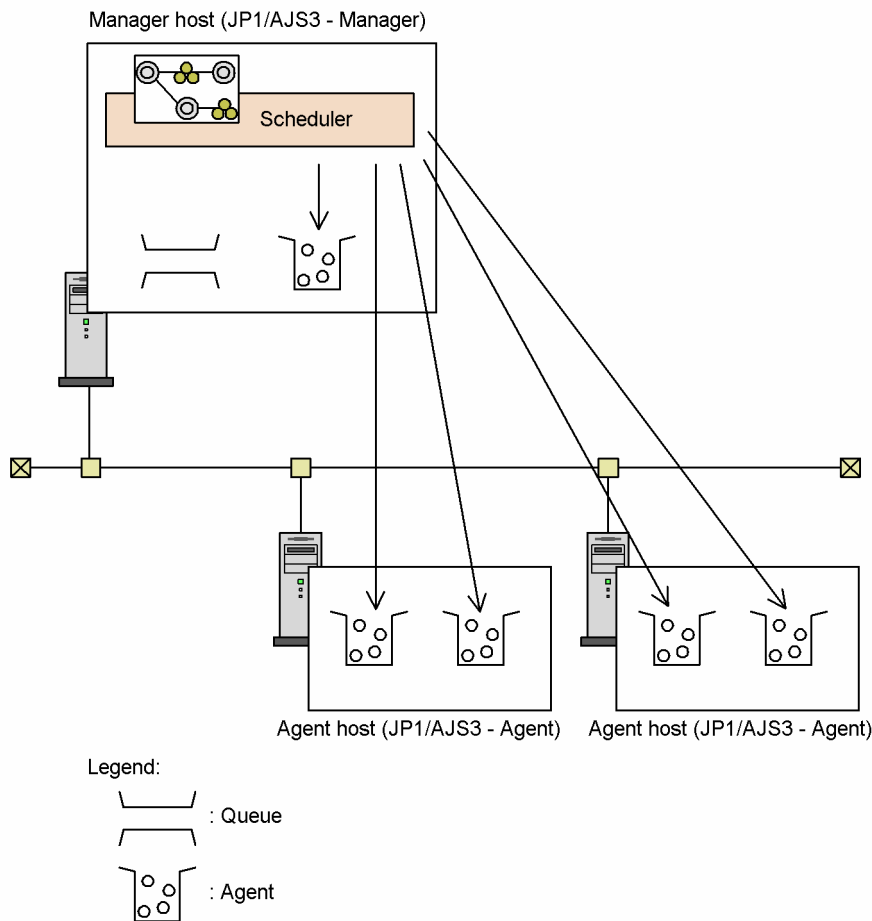 Manager host (JP1/AJS3 - Manager)
Scheduler
Agent host (JP1/AJS3 - Agent)
Agent host (JP1/AJS3 - Agent)
Legend:
: Queue
: Agent